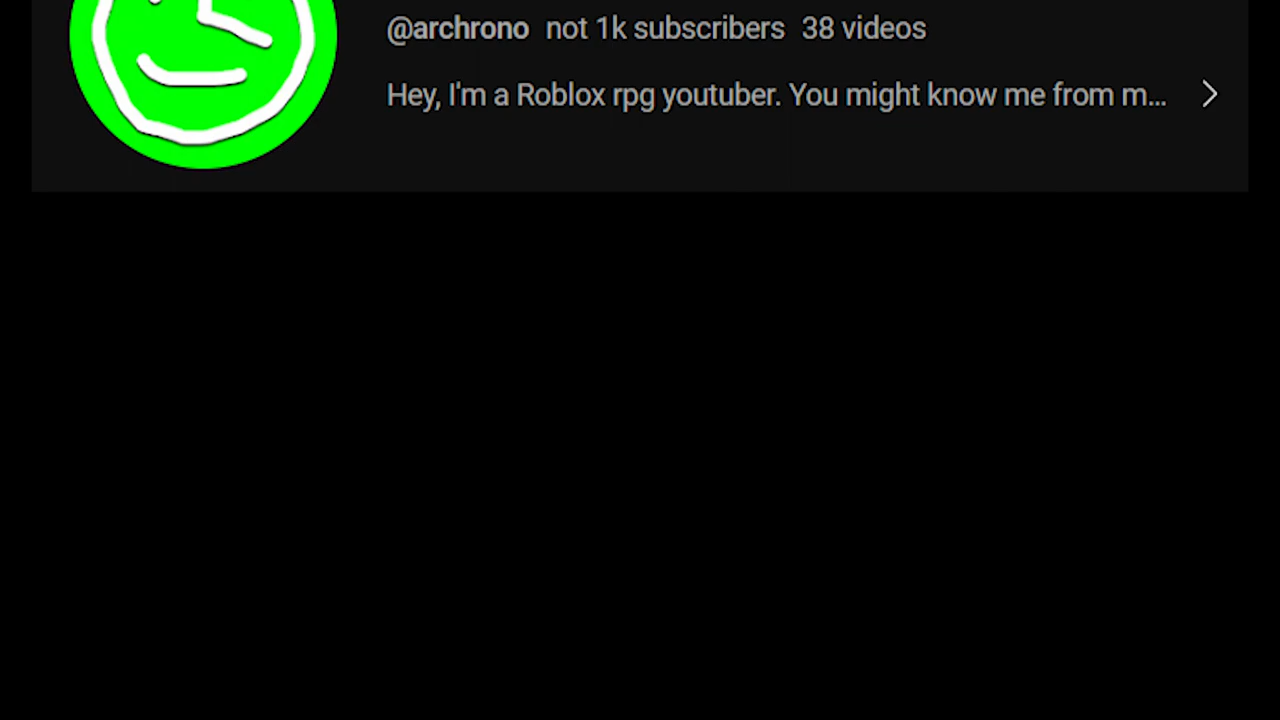 @archrono not 1k subscribers 38 videos
Hey, I'm a Roblox rpg youtuber. You might know me from m...